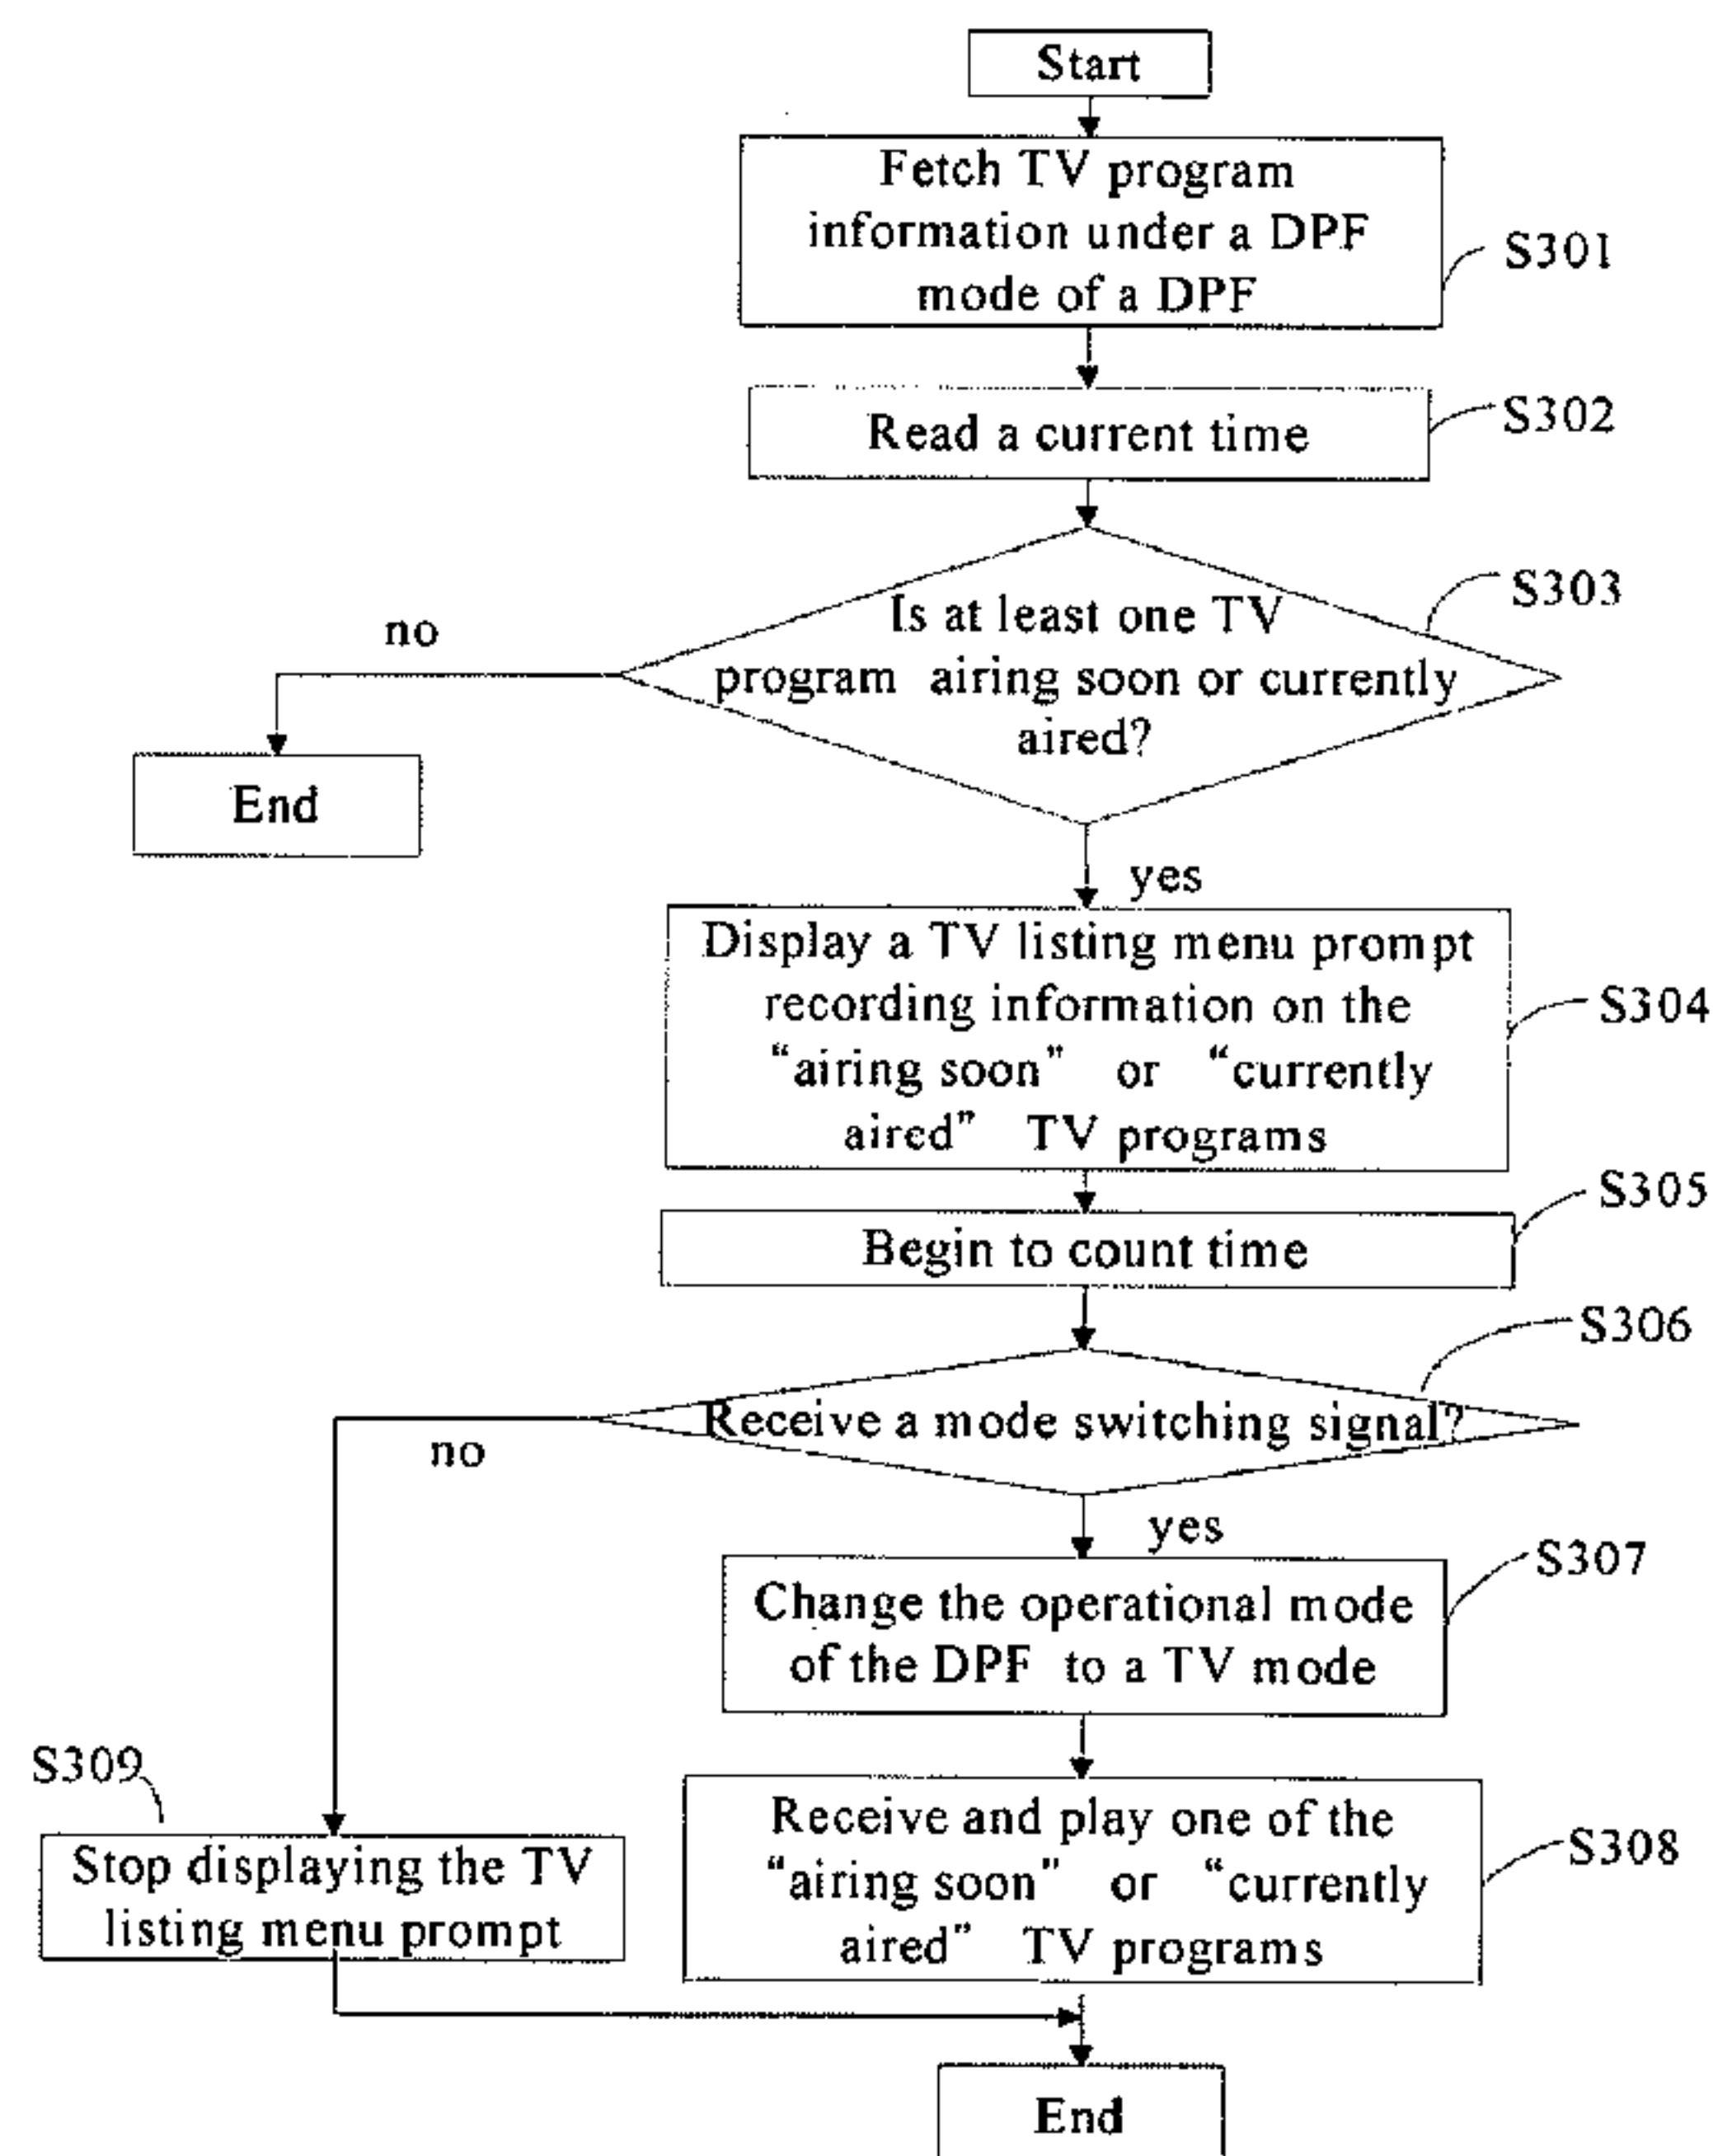 Start
Fetch TV program
information under a DPF
mode of a DPF
S301
Read a current time
S302
Is at least one TV
program airing soon or currently
aired?
S303
no
End
yes
Display a TV listing menu prompt
recording information on the
“airing soon” or “currently
aired” TV programs
S304
Begin to count time
S305
Receive a mode switching signal?
S306
no
yes
Change the operational mode
of the DPF to a TV mode
S307
Receive and play one of the
“airing soon” or “currently
aired” TV programs
S308
S309
Stop displaying the TV
listing menu prompt
End